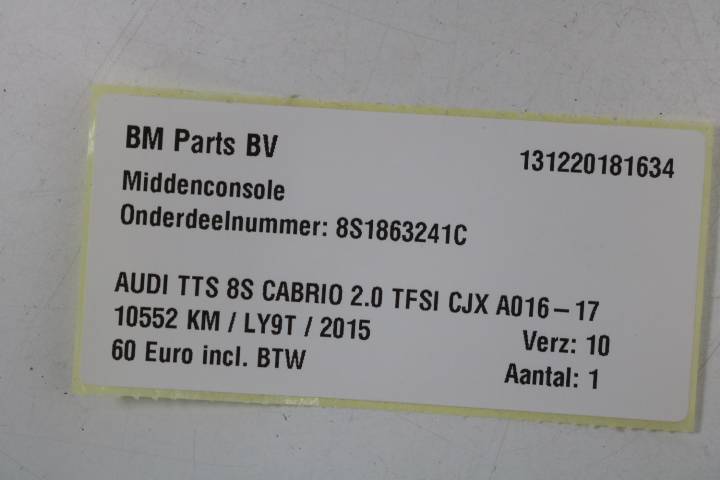 BM Parts BV
131220181634
Middenconsole
Onderdeelnummer: 8S1863241C
AUDI TTS 8S CABRIO 2.0 TFSI CJX A016-17
10552 KM / LY9T / 2015
Verz: 10
60 Euro incl. BTW
Aantal: 1